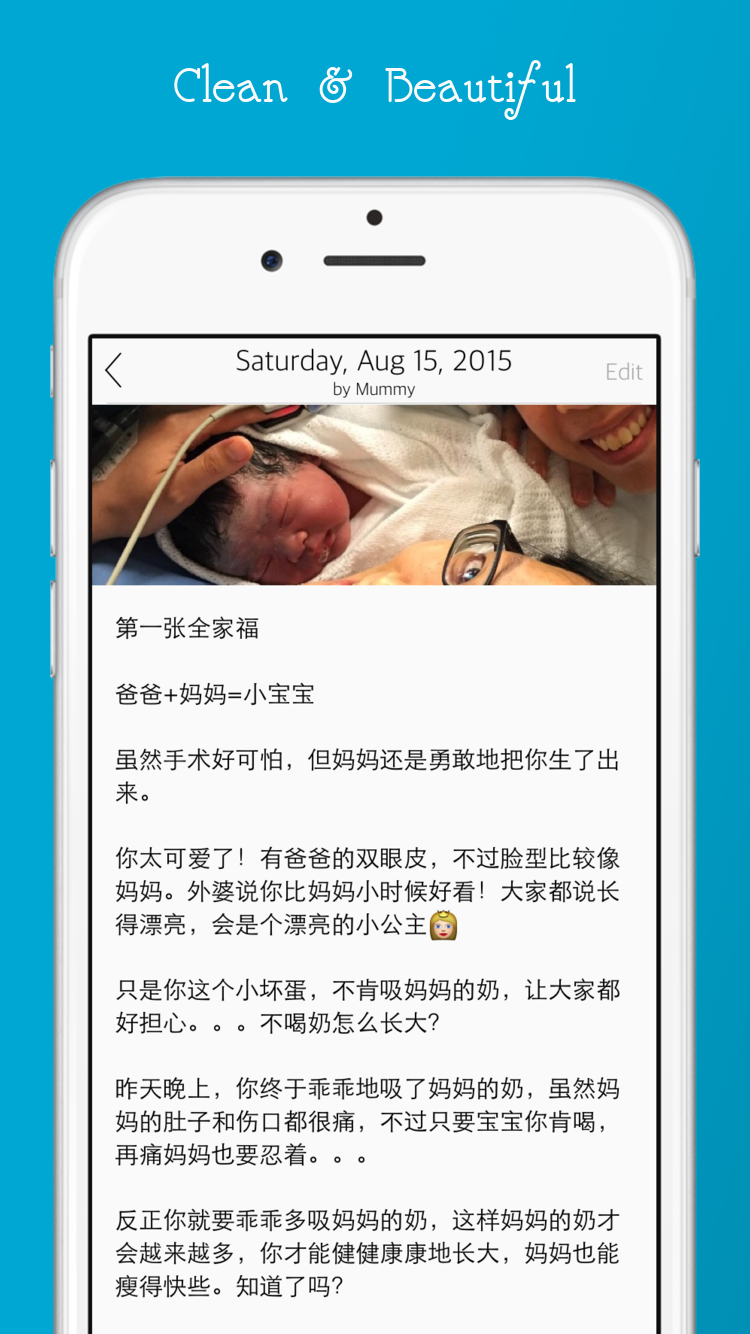 Clean & Beautiful
Saturday, Aug 15, 2015
by Mummy
Edit
第一张全家福
爸爸+妈妈=小宝宝
虽然手术好可怕，但妈妈还是勇敢地把你生了出
来。
你太可爱了！有爸爸的双眼皮，不过脸型比较像
妈妈。外婆说你比妈妈小时候好看！大家都说长
得漂亮，会是个漂亮的小公主👸
只是你这个小坏蛋，不肯吸妈妈的奶，让大家都
好担心。。。不喝奶怎么长大？
昨天晚上，你终于乖乖地吸了妈妈的奶，虽然妈
妈的肚子和伤口都很痛，不过只要宝宝你肯喝，
再痛妈妈也要忍着。。。
反正你就要乖乖多吸妈妈的奶，这样妈妈的奶才
会越来越多，你才能健健康康地长大，妈妈也能
瘦得快些。知道了吗？